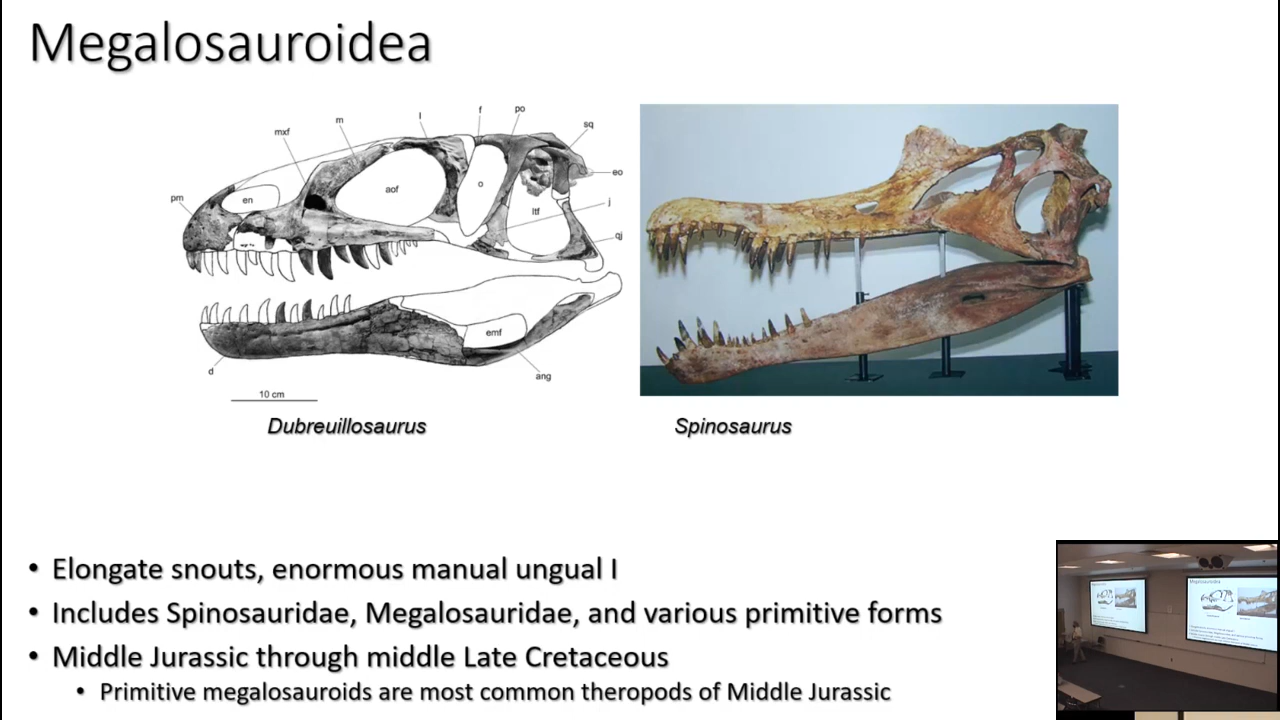 Megalosauroidea
mxf
m
l
f
po
sq
eo
pm
en
aof
o
ltf
j
qj
emf
d
ang
10 cm
Dubreuillosaurus
Spinosaurus
• Elongate snouts, enormous manual ungual I
• Includes Spinosauridae, Megalosauridae, and various primitive forms
• Middle Jurassic through middle Late Cretaceous
• Primitive megalosauroids are most common theropods of Middle Jurassic
Megalosauroidea